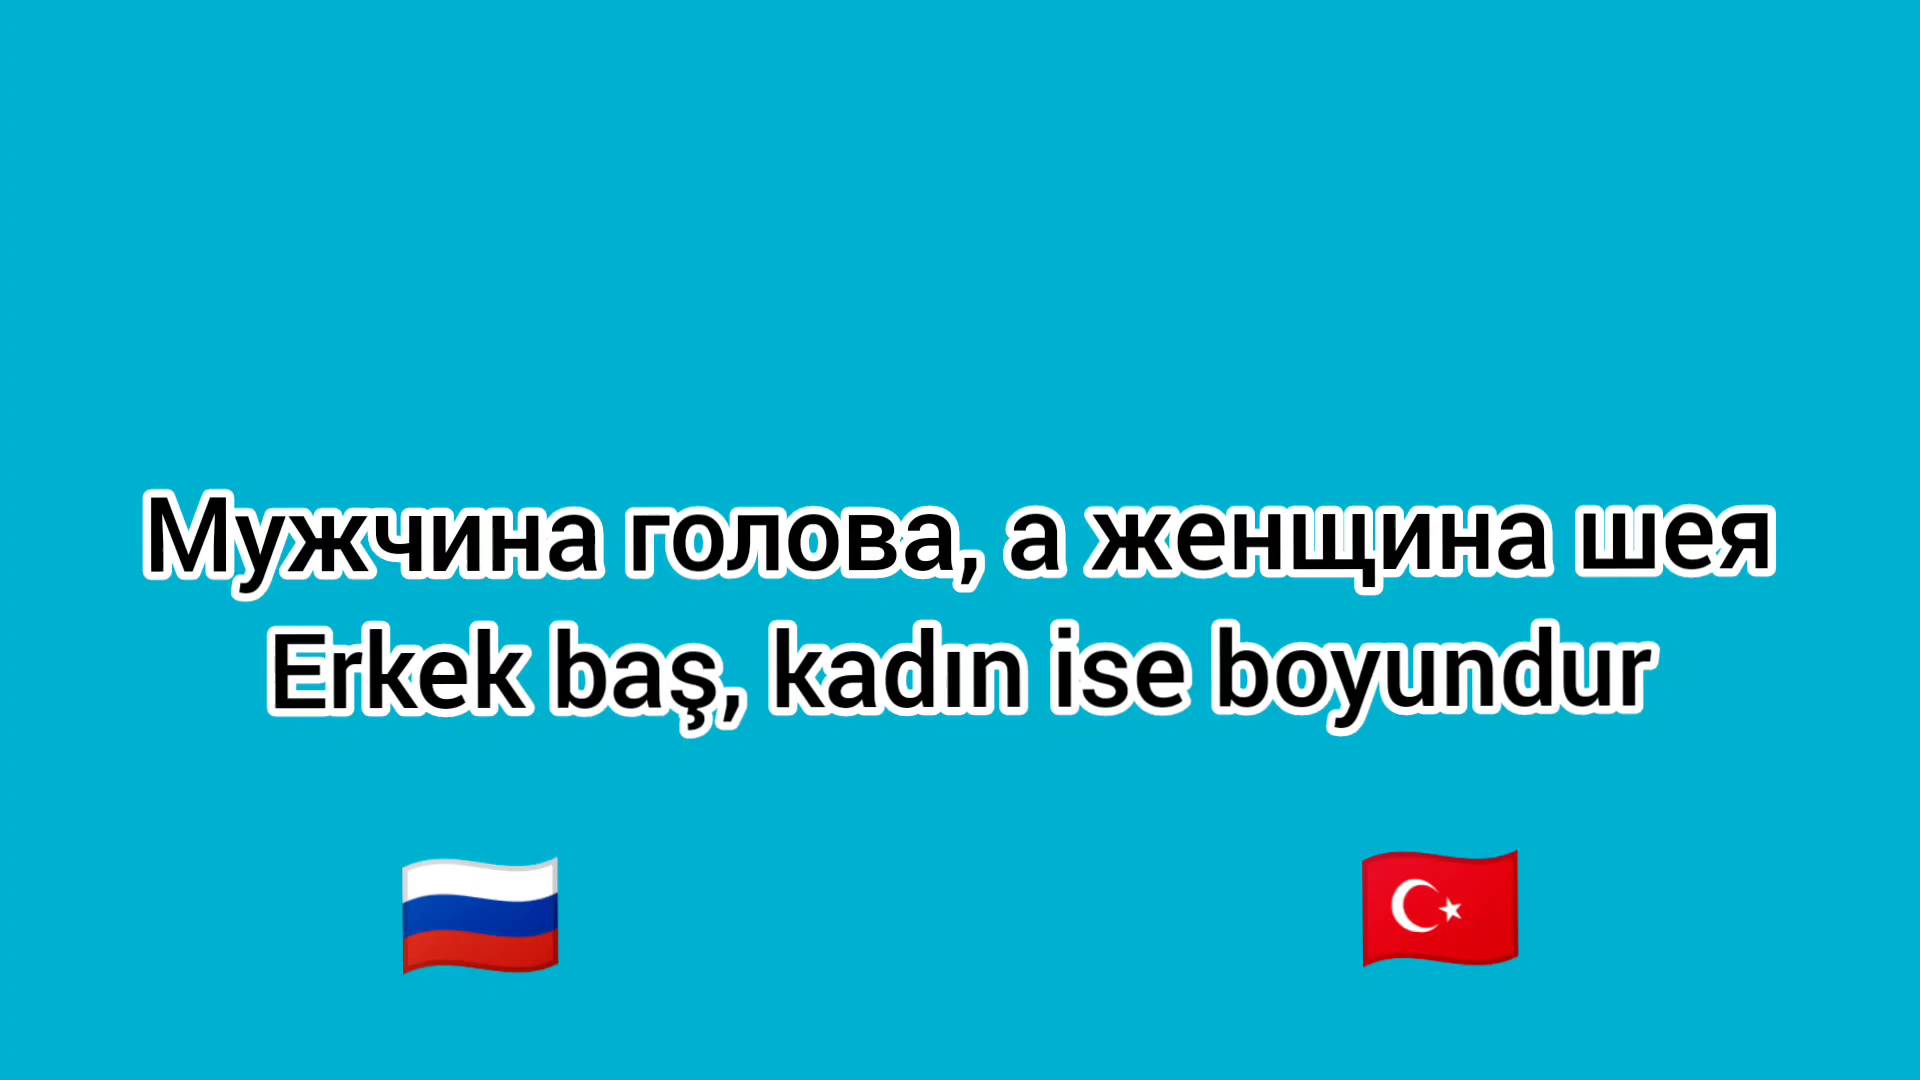 Мужчина голова, а женщина шея
Erkek baş, kadın ise boyundur